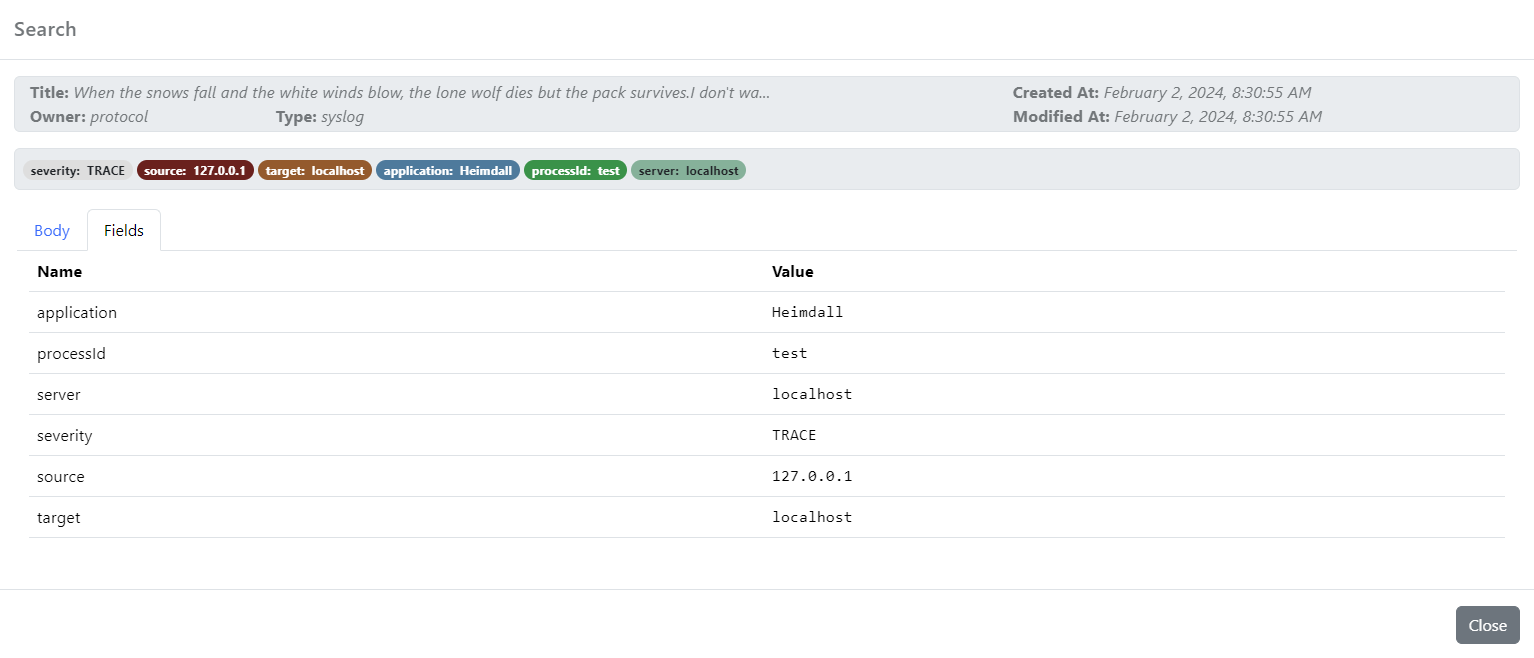 Search
Title: When the snows fall and the white winds blow, the lone wolf dies but the pack survives.I don't wa... Created At: February 2, 2024, 8:30:55 AM
Owner: protocol Type: syslog Modified At: February 2, 2024, 8:30:55 AM
severity: TRACE source: 127.0.0.1 target: localhost application: Heimdall processId: test server: localhost
Body Fields
Name Value
application Heimdall
processId test
server localhost
severity TRACE
source 127.0.0.1
target localhost
Close